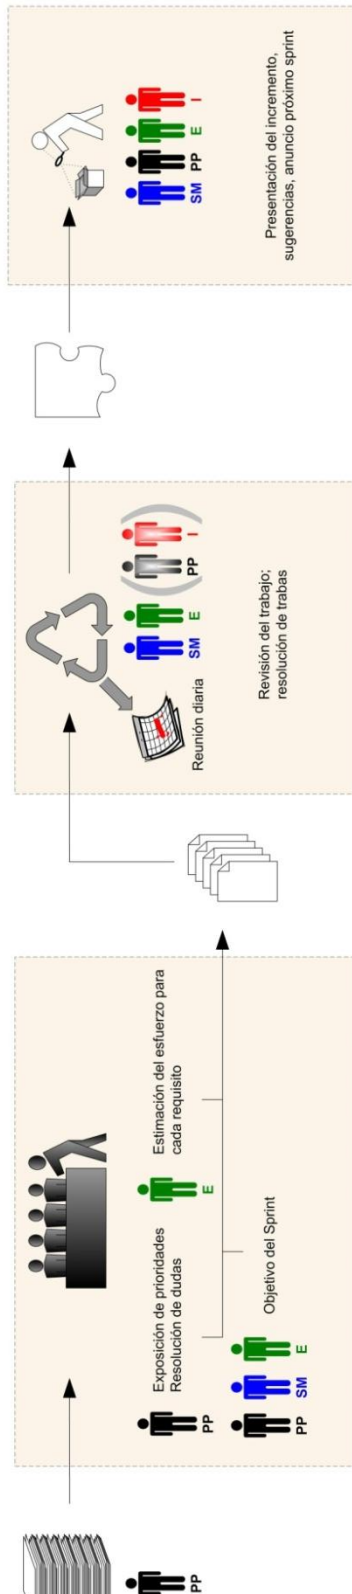 PP
Exposición de prioridades
Resolución de dudas
PP
Estimación del esfuerzo para
cada requisito
E
Objetivo del Sprint
PP
SM
E
Reunión diaria
SM
E
PP
I
Revisión del trabajo;
resolución de trabas
SM
PP
E
I
Presentación del incremento,
sugerencias, anuncio próximo sprint